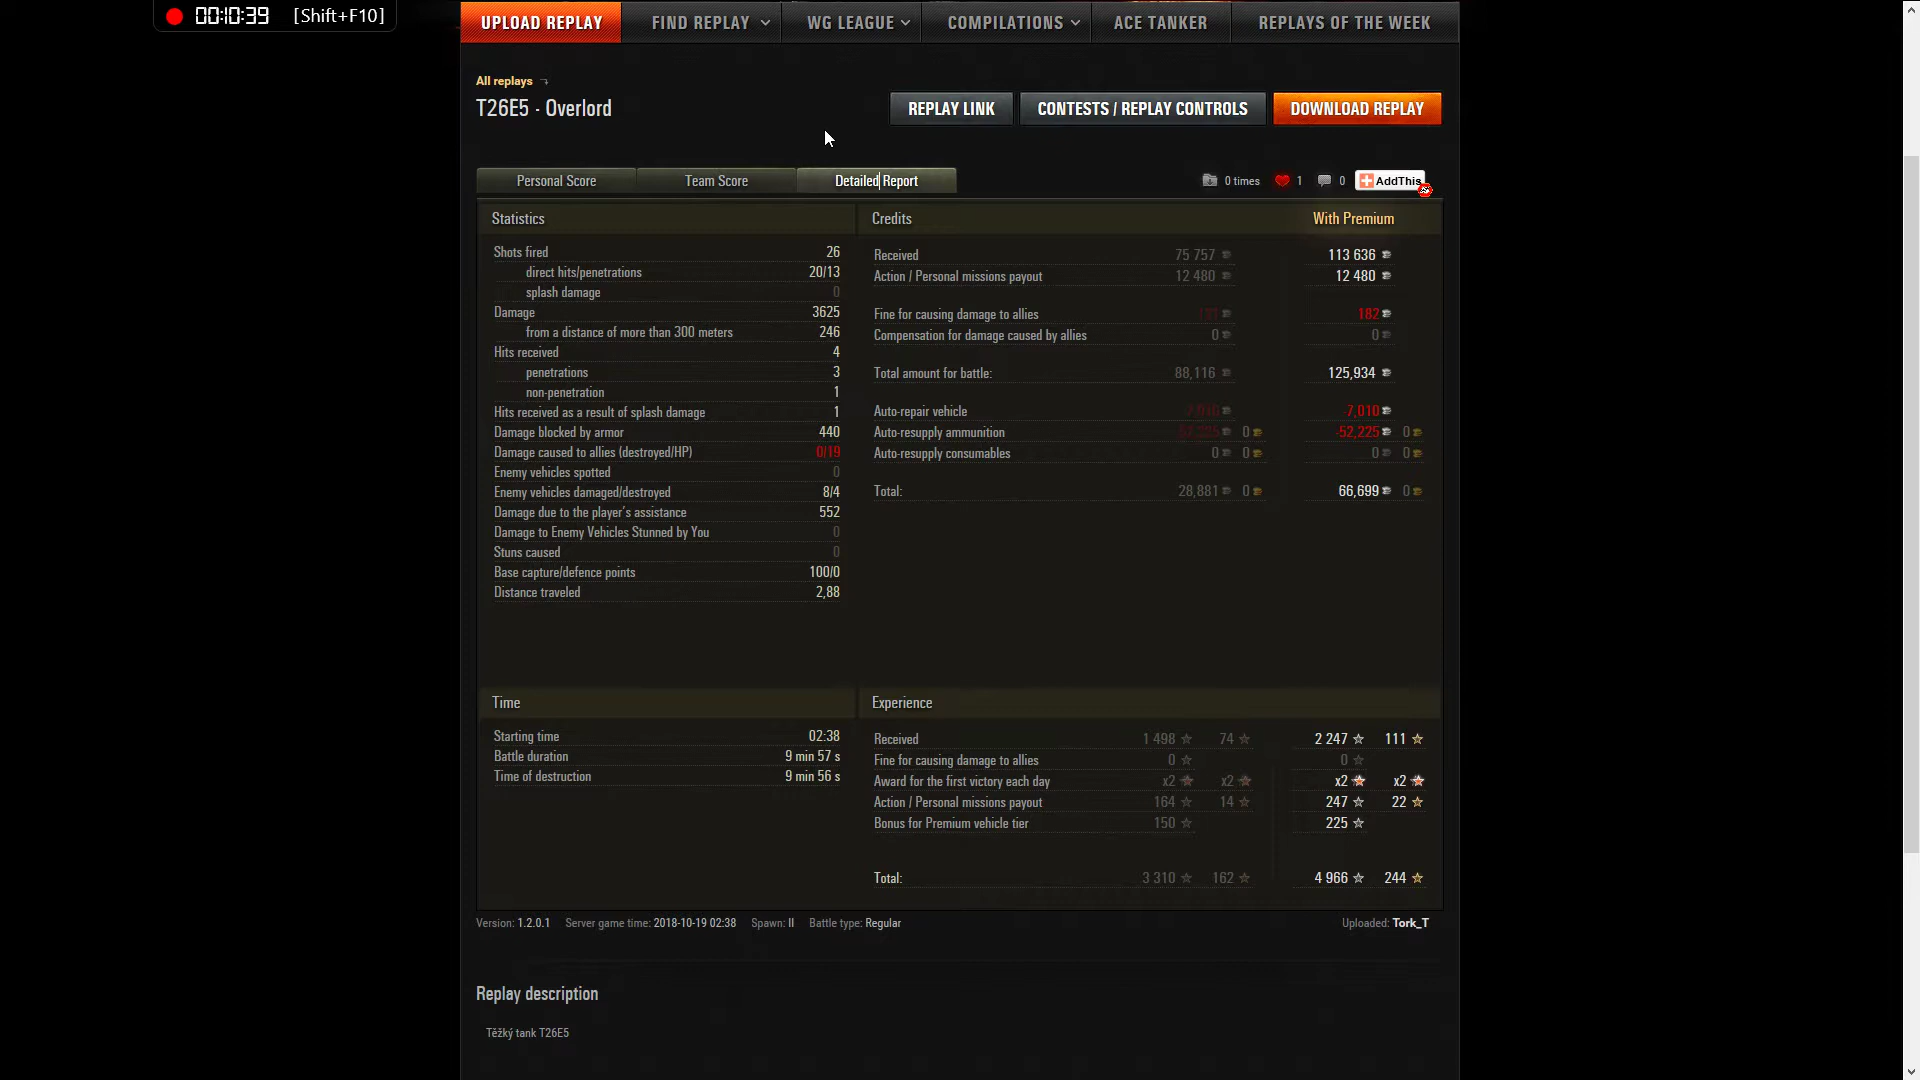 00:10:39 [Shift+F10]
UPLOAD REPLAY FIND REPLAY WG LEAGUE COMPILATIONS ACE TANKER REPLAYS OF THE WEEK
All replays
T26E5 - Overlord
REPLAY LINK CONTESTS / REPLAY CONTROLS DOWNLOAD REPLAY
Personal Score Team Score Detailed Report
0 times 1 0 AddThis
Statistics
Shots fired 26
direct hits/penetrations 20/13
splash damage 0
Damage 3625
from a distance of more than 300 meters 246
Hits received 4
penetrations 3
non-penetration 1
Hits received as a result of splash damage 1
Damage blocked by armor 440
Damage caused to allies (destroyed/HP) 0/19
Enemy vehicles spotted 0
Enemy vehicles damaged/destroyed 8/4
Damage due to the player's assistance 552
Damage to Enemy Vehicles Stunned by You 0
Stuns caused 0
Base capture/defence points 100/0
Distance traveled 2,88
Credits With Premium
Received 75 757 113 636
Action / Personal missions payout 12 480 12 480
Fine for causing damage to allies 182
Compensation for damage caused by allies 0 0
Total amount for battle: 88,116 125,934
Auto-repair vehicle -7,010 -7,010
Auto-resupply ammunition -52,225 0 -52,225 0
Auto-resupply consumables 0 0 0 0
Total: 28,881 0 66,699 0
Time
Starting time 02:38
Battle duration 9 min 57 s
Time of destruction 9 min 56 s
Experience
Received 1 498 74 2 247 111
Fine for causing damage to allies 0 0
Award for the first victory each day x2 x2 x2 x2
Action / Personal missions payout 164 14 247 22
Bonus for Premium vehicle tier 150 225
Total: 3 310 162 4 966 244
Version: 1.2.0.1 Server game time: 2018-10-19 02:38 Spawn: II Battle type: Regular Uploaded: Tork_T
Replay description
Těžký tank T26E5